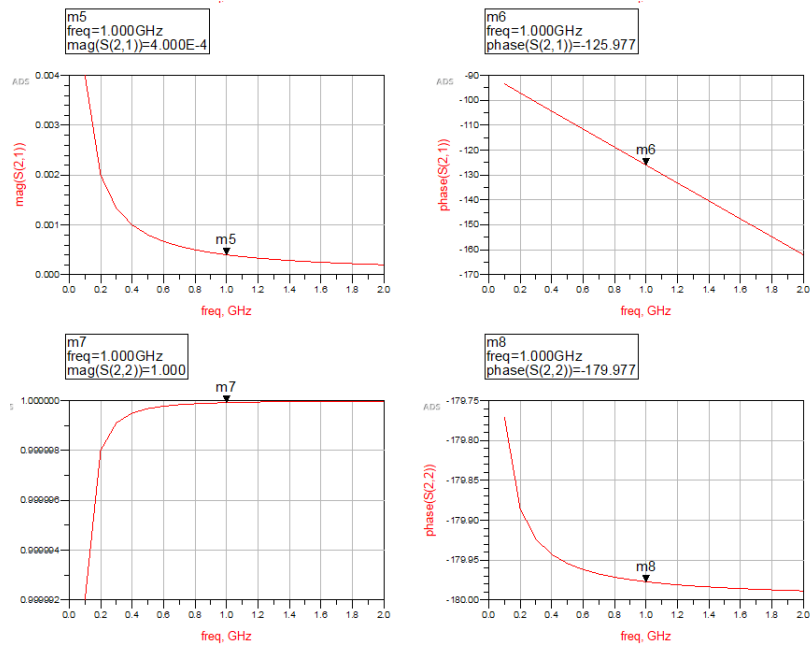 m5
freq=1.000GHz
mag(S(2,1))=4.000E-4
ADS
mag(S(2,1))
0.004
0.003
0.002
0.001
0.000
m5
0.0 0.2 0.4 0.6 0.8 1.0 1.2 1.4 1.6 1.8 2.0
freq, GHz
m6
freq=1.000GHz
phase(S(2,1))=-125.977
ADS
phase(S(2,1))
-90
-100
-110
-120
-130
-140
-150
-160
-170
m6
0.0 0.2 0.4 0.6 0.8 1.0 1.2 1.4 1.6 1.8 2.0
freq, GHz
m7
freq=1.000GHz
mag(S(2,2))=1.000
S
mag(S(2,2))
1.000000
0.999998
0.999996
0.999994
0.999992
m7
0.0 0.2 0.4 0.6 0.8 1.0 1.2 1.4 1.6 1.8 2.0
freq, GHz
m8
freq=1.000GHz
phase(S(2,2))=-179.977
ADS
phase(S(2,2))
-179.75
-179.80
-179.85
-179.90
-179.95
-180.00
m8
0.0 0.2 0.4 0.6 0.8 1.0 1.2 1.4 1.6 1.8 2.0
freq, GHz